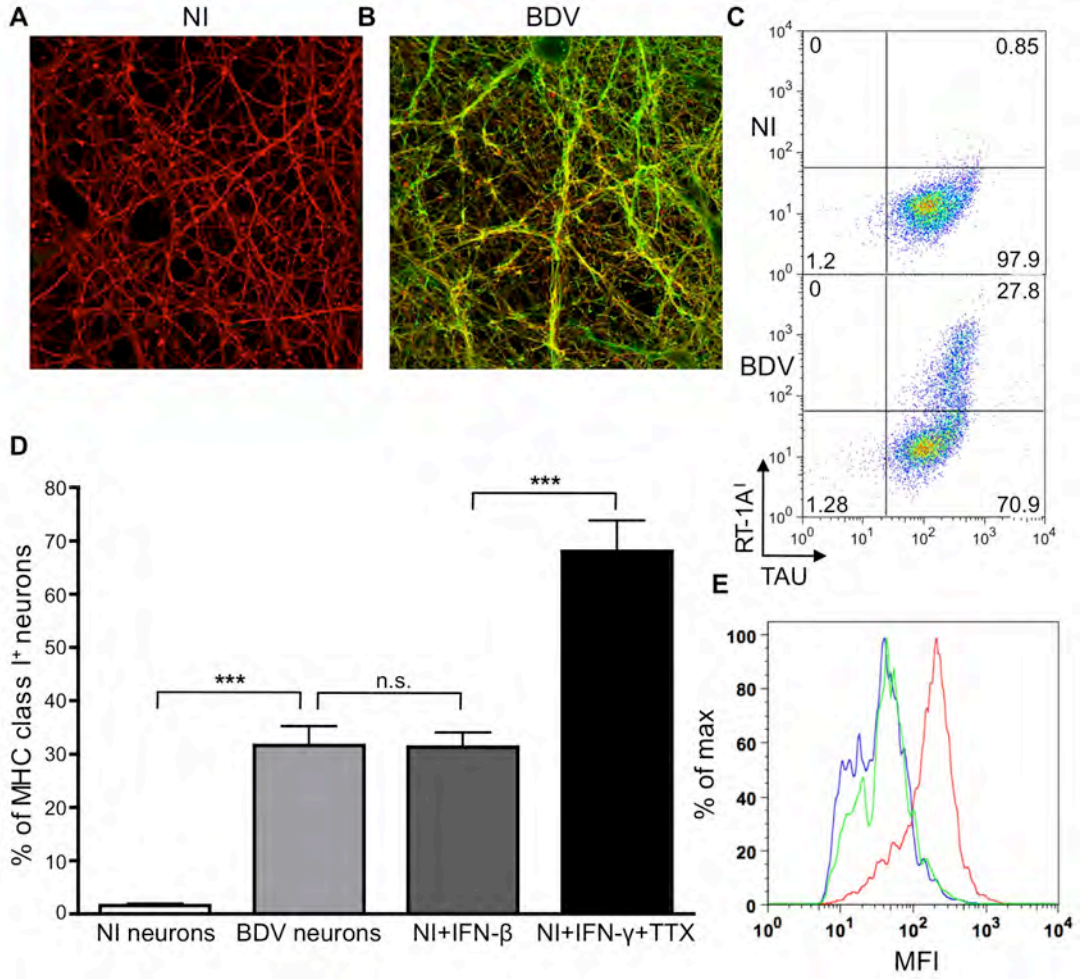 A NI B BDV C
NI
10⁴ 0 0.85
10³
10²
10¹
10⁰ 1.2 97.9
BDV
0 27.8
10³
10²
10¹
10⁰ 1.28 70.9
10⁰ 10¹ 10² 10³ 10⁴
RT-1Aˡ
TAU
D
% of MHC class I⁺ neurons
80
70
60
50
40
30
20
10
0
*** n.s. ***
NI neurons BDV neurons NI+IFN-β NI+IFN-γ+TTX
E
% of max
100
80
60
40
20
0
10⁰ 10¹ 10² 10³ 10⁴
MFI